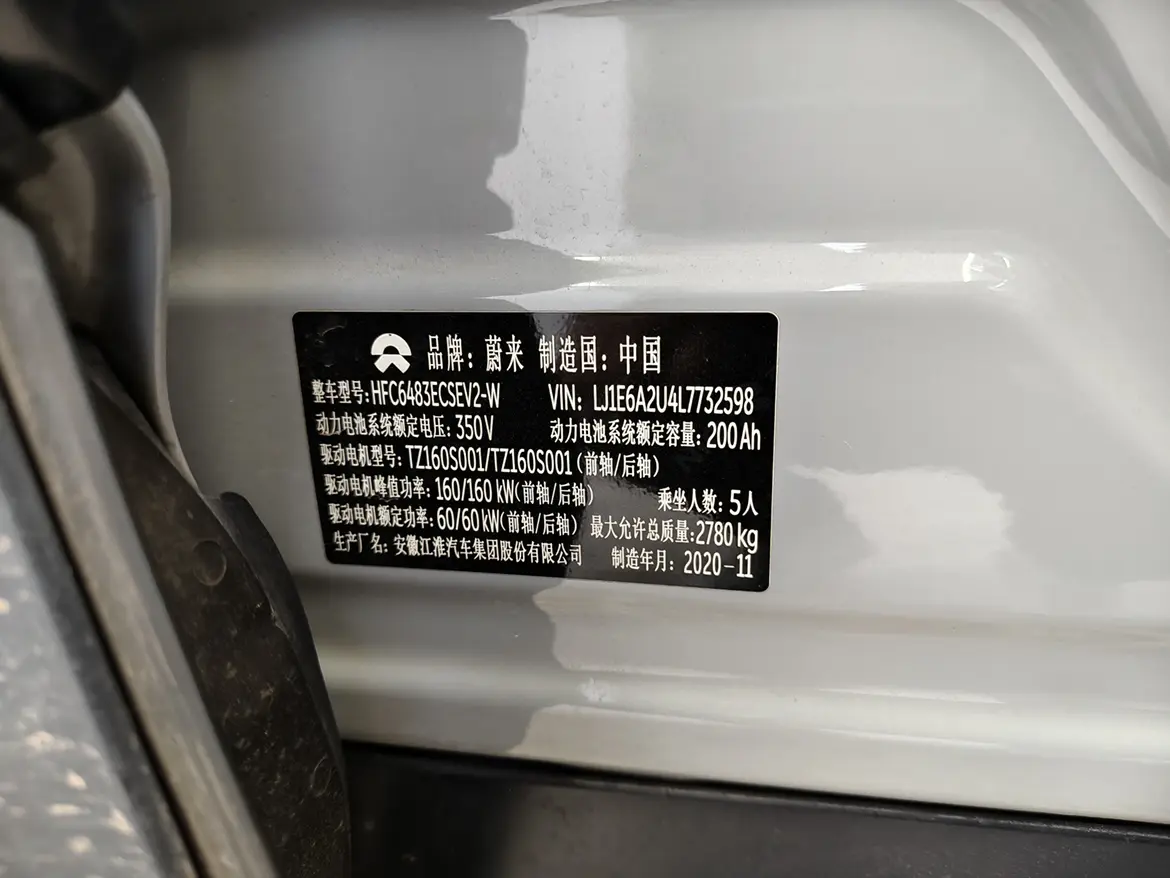 品牌：蔚来 制造国：中国
整车型号：HFC6483ECSEV2-W VIN：LJ1E6A2U4L7732598
动力电池系统额定电压：350V 动力电池系统额定容量：200Ah
驱动电机型号：TZ160S001/TZ160S001（前轴/后轴）
驱动电机峰值功率：160/160kW（前轴/后轴） 乘坐人数：5人
驱动电机额定功率：60/60kW（前轴/后轴） 最大允许总质量：2780kg
生产厂名：安徽江淮汽车集团股份有限公司 制造年月：2020-11